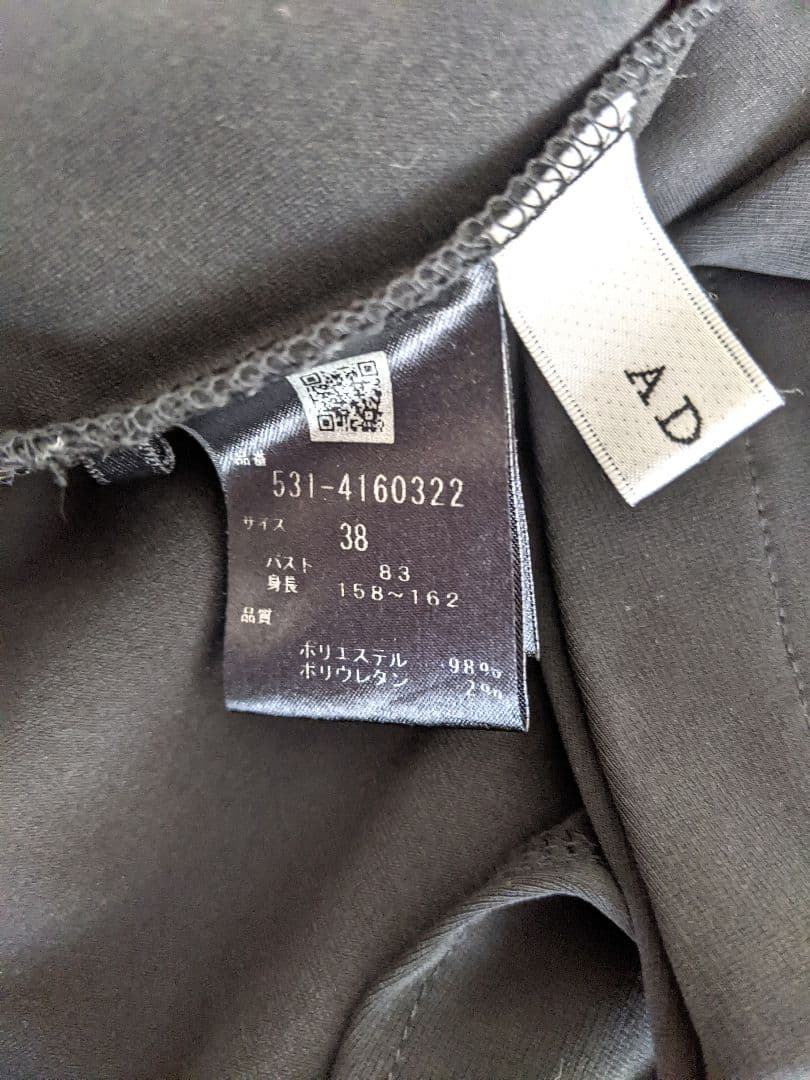 品番
531-4160322
サイズ
38
バスト 83
身長 158~162
品質
ポリエステル 98%
ポリウレタン 2%
AD